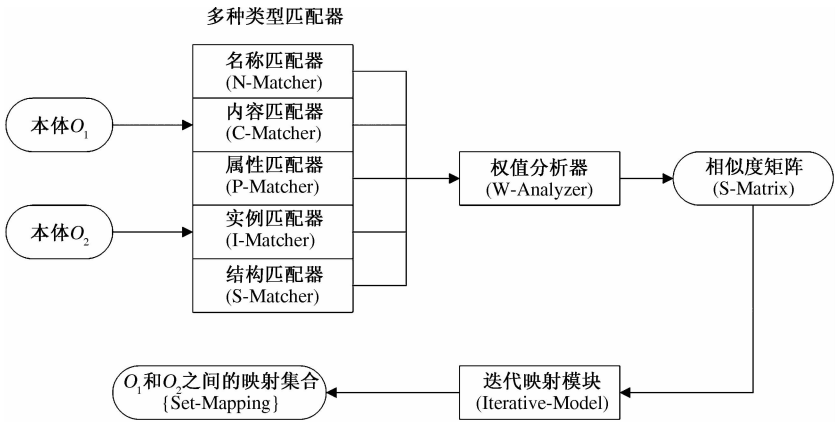 多种类型匹配器
名称匹配器
(N-Matcher)
本体O1
内容匹配器
(C-Matcher)
属性匹配器
(P-Matcher)
权值分析器
(W-Analyzer)
相似度矩阵
(S-Matrix)
本体O2
实例匹配器
(I-Matcher)
结构匹配器
(S-Matcher)
O1和O2之间的映射集合
{Set-Mapping}
迭代映射模块
(Iterative-Model)